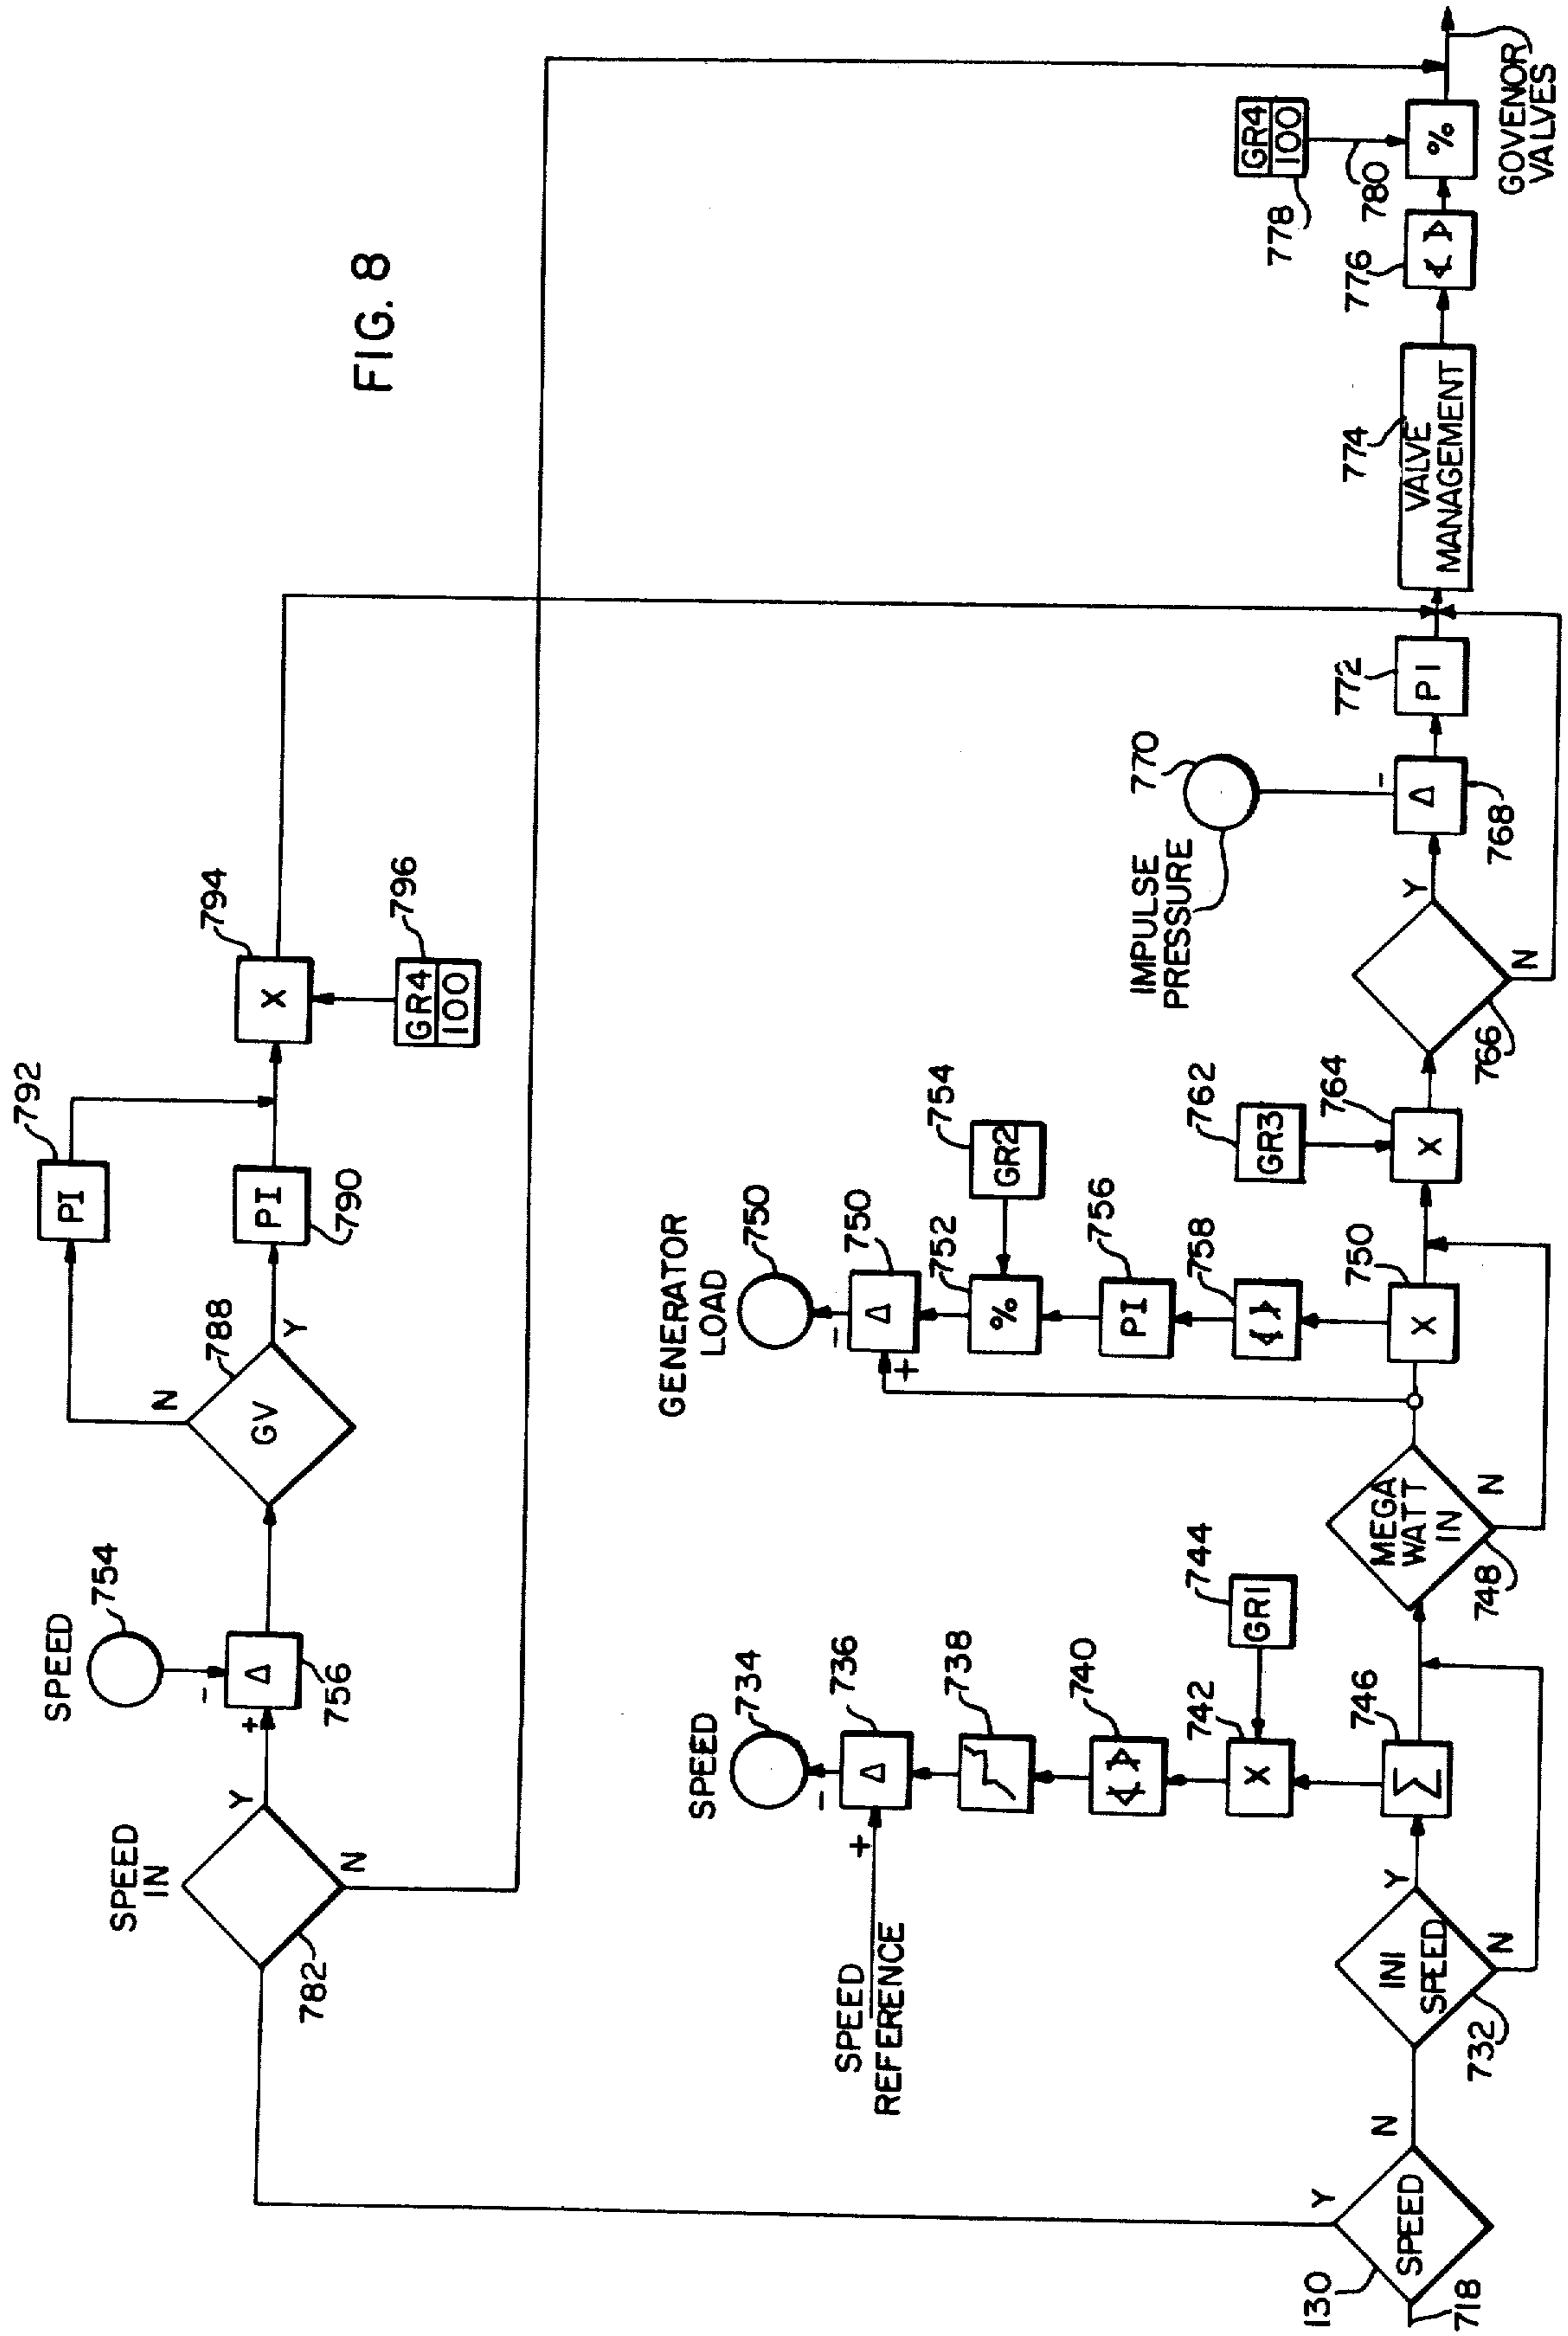 FIG. 8
SPEED
754
792
794
SPEED
IN
Y
+
-
Δ
788
N
GV
PI
PI
X
Y
790
756
GR4
100
796
N
782
SPEED
734
GENERATOR
LOAD
750
-
Δ
736
-
Δ
750
+
+
SPEED
REFERENCE
738
%
752
GR2
754
740
PI
756
IMPULSE
PRESSURE
770
X
742
GR1
744
< >
758
GR3
762
GR4
100
778
780
Y
130
SPEED
N
718
INI
SPEED
Y
N
732
Σ
746
MEGA
WATT
IN
N
748
X
750
X
764
Y
N
766
-
Δ
768
PI
772
VALVE
MANAGEMENT
774
< >
776
%
GOVENOR
VALVES